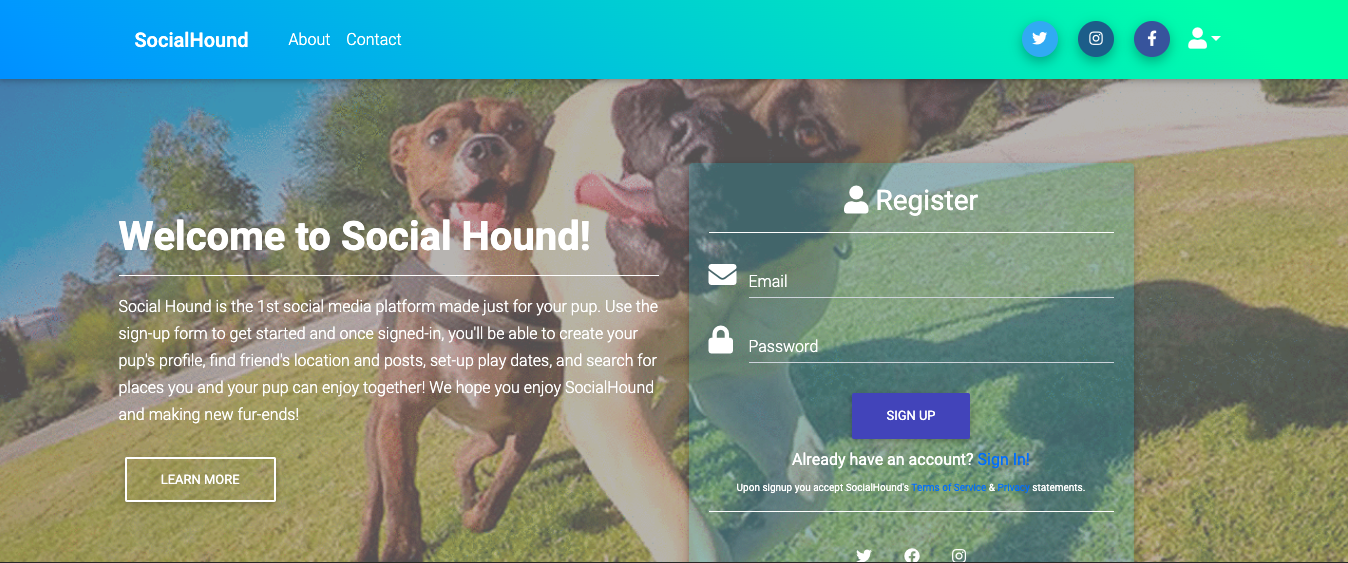 SocialHound About Contact
Welcome to Social Hound!
Social Hound is the 1st social media platform made just for your pup. Use the
sign-up form to get started and once signed-in, you'll be able to create your
pup's profile, find friend's location and posts, set-up play dates, and search for
places you and your pup can enjoy together! We hope you enjoy SocialHound
and making new fur-ends!
LEARN MORE
Register
Email
Password
SIGN UP
Already have an account? Sign In!
Upon signup you accept SocialHound's Terms of Service & Privacy statements.